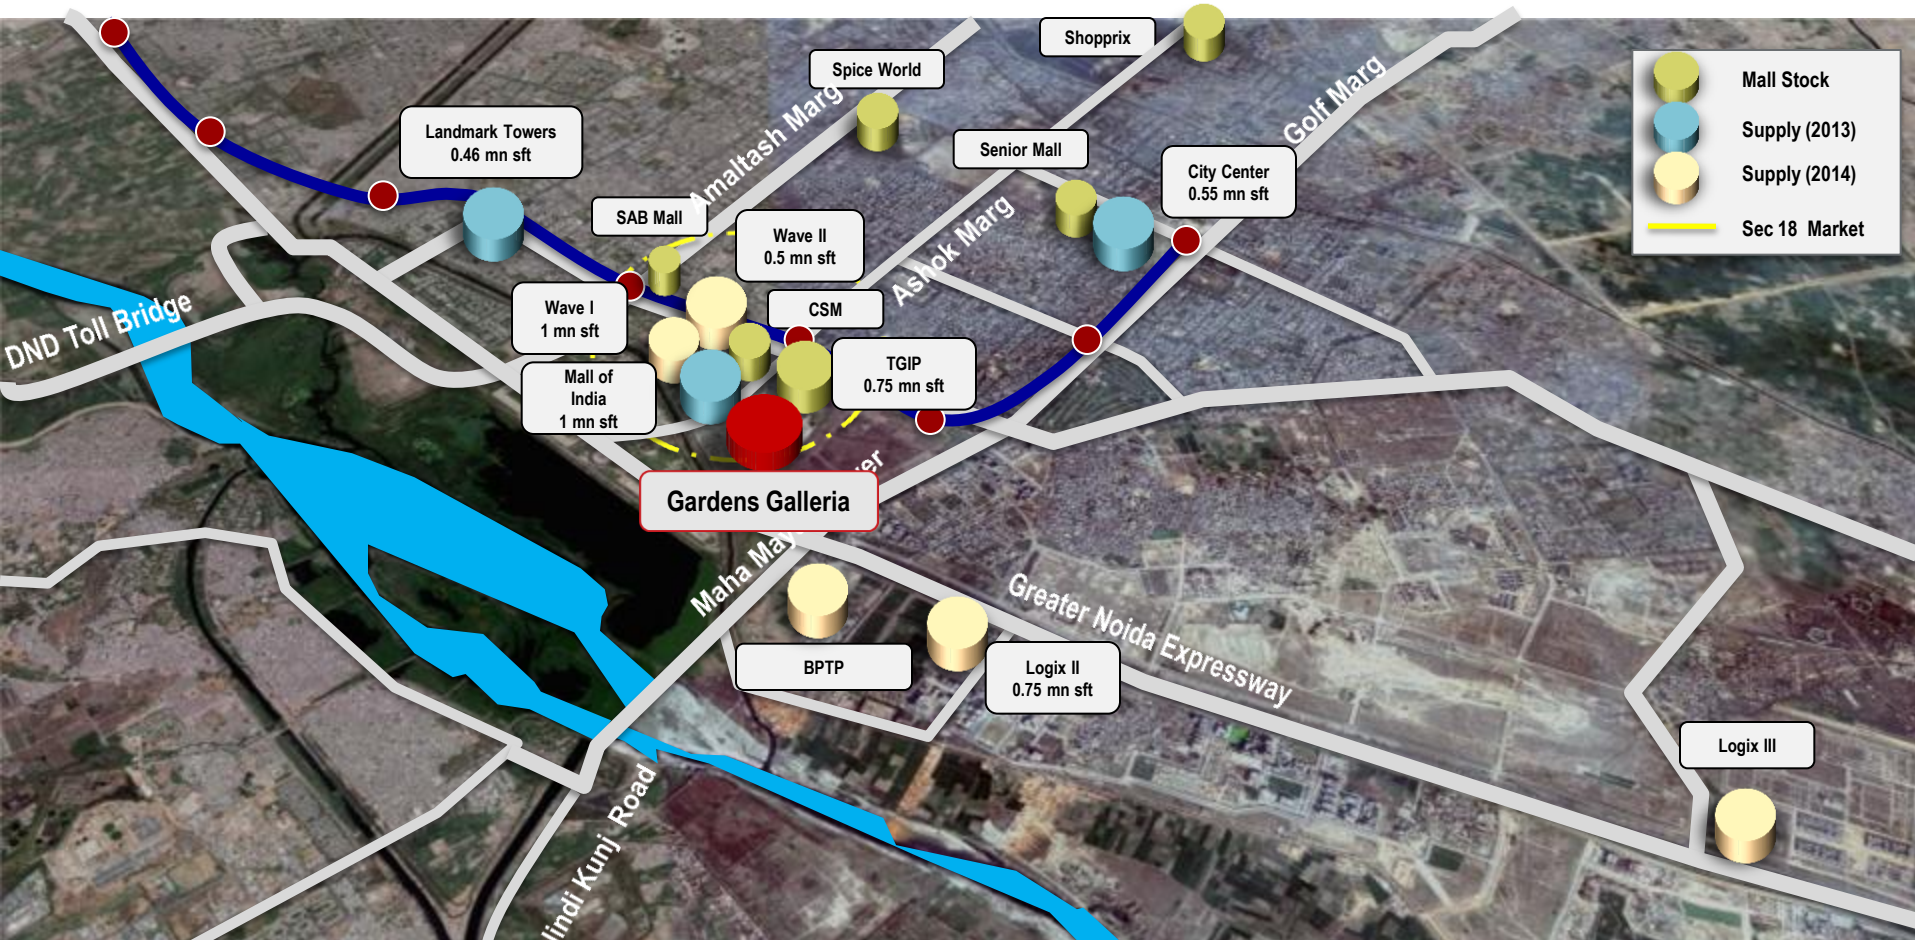 Shopprix
Spice World
Golf Marg
Mall Stock
Supply (2013)
Supply (2014)
Sec 18 Market
Landmark Towers
0.46 mn sft
Amaltash Marg
Senior Mall
City Center
0.55 mn sft
SAB Mall
Wave II
0.5 mn sft
Ashok Marg
Wave I
1 mn sft
CSM
DND Toll Bridge
TGIP
0.75 mn sft
Mall of
India
1 mn sft
Gardens Galleria
Maha
Greater Noida Expressway
BPTP
Logix II
0.75 mn sft
Logix III
Kunj Road